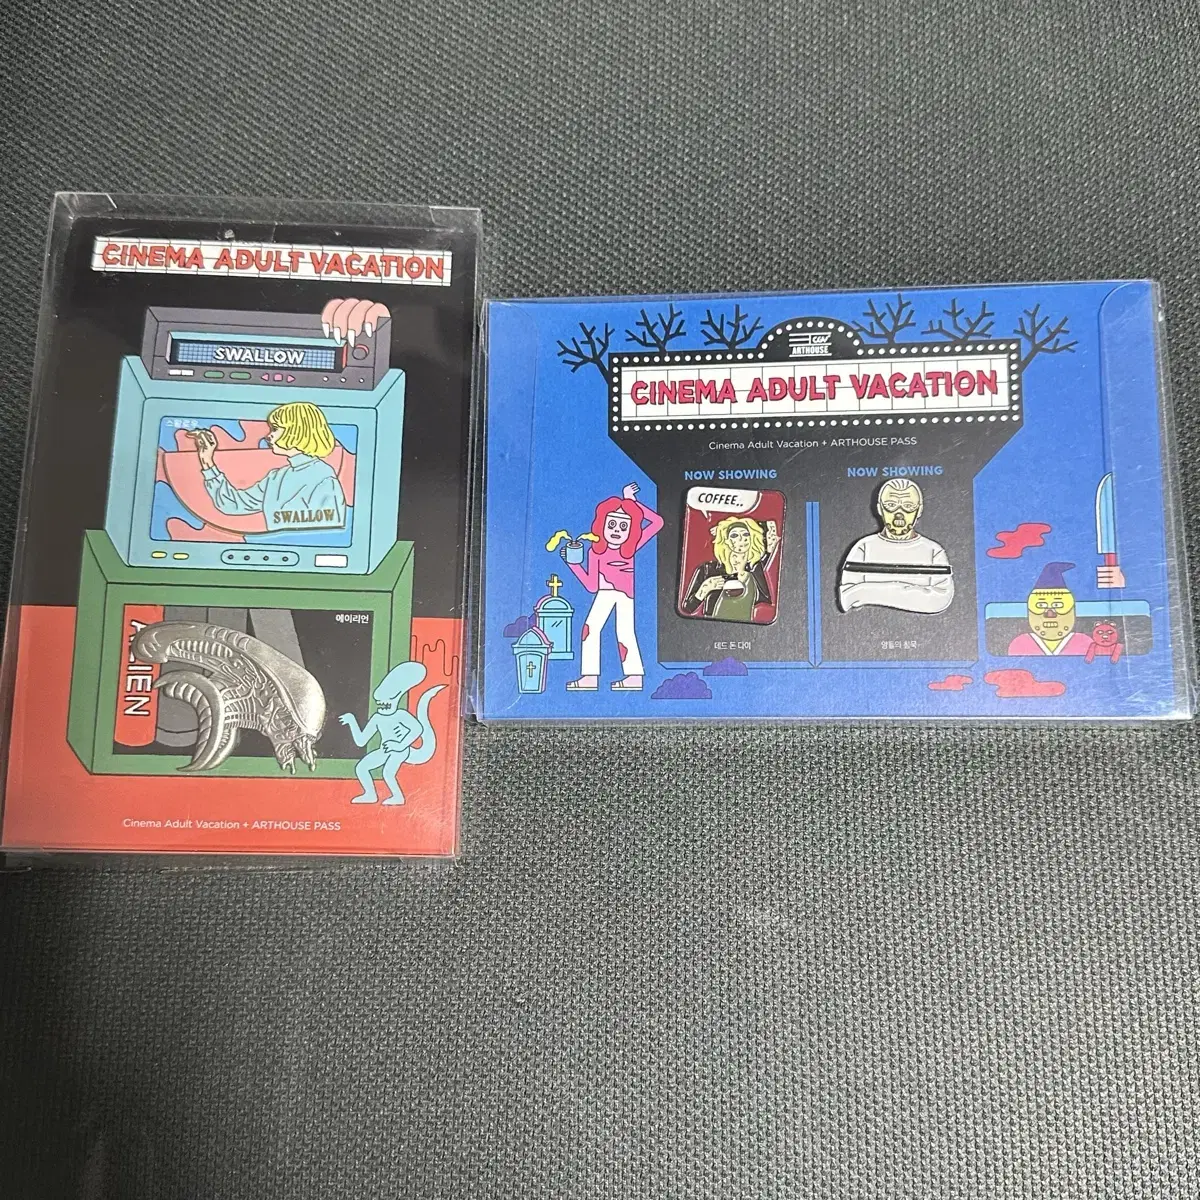 CINEMA ADULT VACATION
SWALLOW
스왈로우
SWALLOW
에이리언
ALIEN
Cinema Adult Vacation + ARTHOUSE PASS
CGV
ARTHOUSE
CINEMA ADULT VACATION
Cinema Adult Vacation + ARTHOUSE PASS
NOW SHOWING
NOW SHOWING
COFFEE..
데드 돈 다이
양들의 침묵